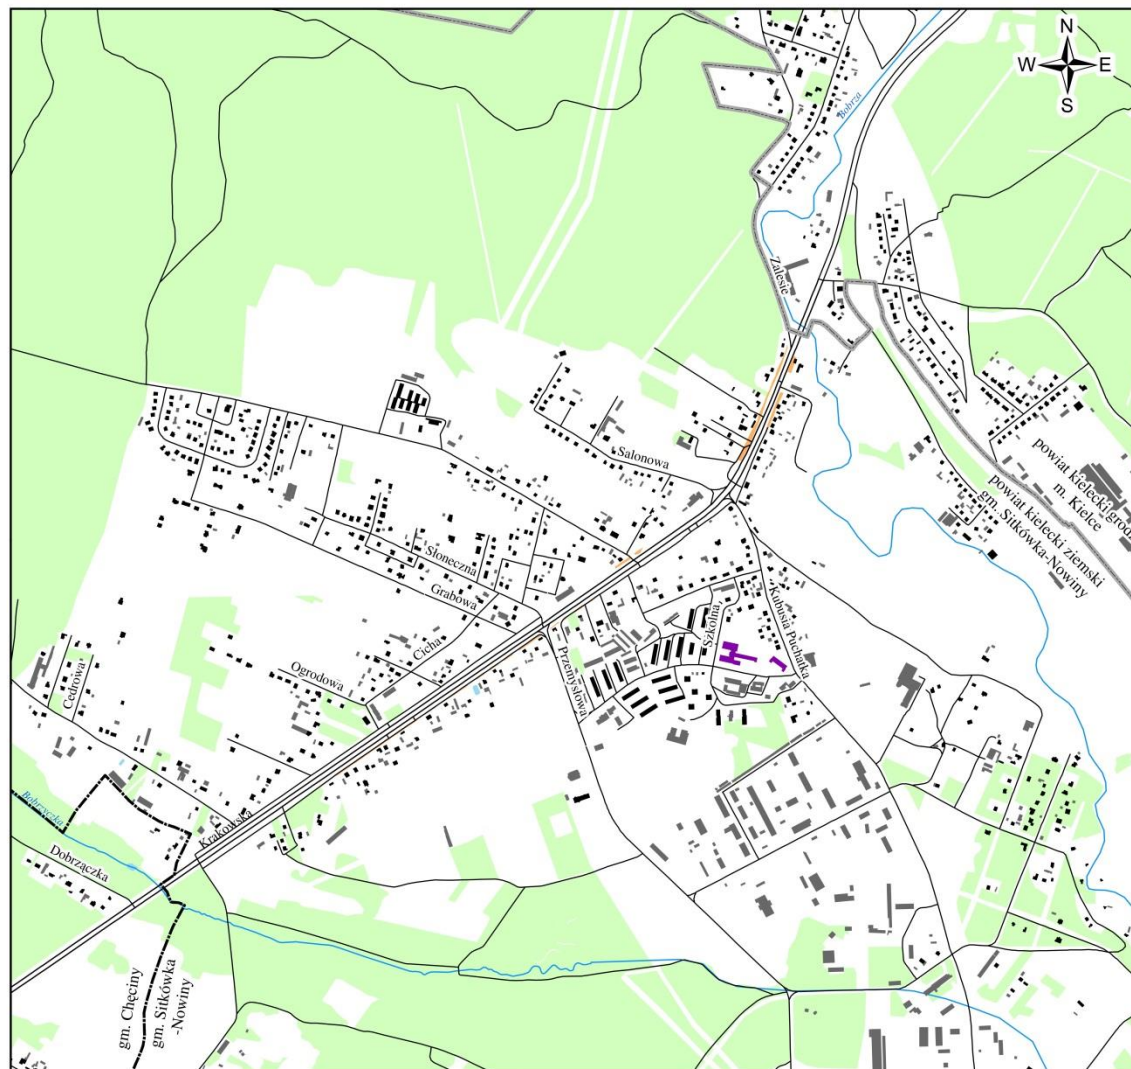 N
W
E
S
Bobrza
Zalesie
Salonowa
powiat kielecki grodz
m. Kielce
powiat kielecki ziemski
gm. Sitkówka-Nowiny
Słoneczna
Grabowa
Cicha
Ogrodowa
Szkolna
Kubusia Puchatka
Przemysłowa
Cedrowa
Bobrzyczka
Krakowska
Dobrzączka
gm. Chęciny
gm. Sitkówka
-Nowiny